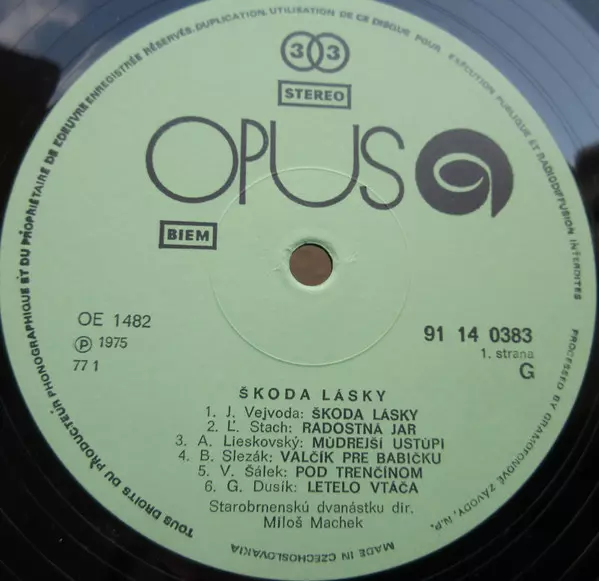 TOUS DROITS DU PRODUCTEUR PHONOGRAPHIQUE ET DU PROPRIÉTAIRE DE L'OEUVRE ENREGISTRÉE RÉSERVÉS. DUPLICATION, UTILISATION DE CE DISQUE POUR EXÉCUTION PUBLIQUE ET RADIODIFFUSION INTERDITES
PROCESSED BY GRAMOFONOVÉ ZÁVODY, N.P.
33
STEREO
OPUS
BIEM
OE 1482
℗ 1975
77 1
91 14 0383
1. strana
G
ŠKODA LÁSKY
1. J. Vejvoda: ŠKODA LÁSKY
2. Ľ. Stach: RADOSTNÁ JAR
3. A. Lieskovský: MÚDREJŠÍ USTÚPI
4. B. Slezák: VALČÍK PRE BABIČKU
5. V. Šálek: POD TRENČÍNOM
6. G. Dusík: LETELO VTÁČA
Starobrnenskú dvanástku dir.
Miloš Machek
MADE IN CZECHOSLOVAKIA